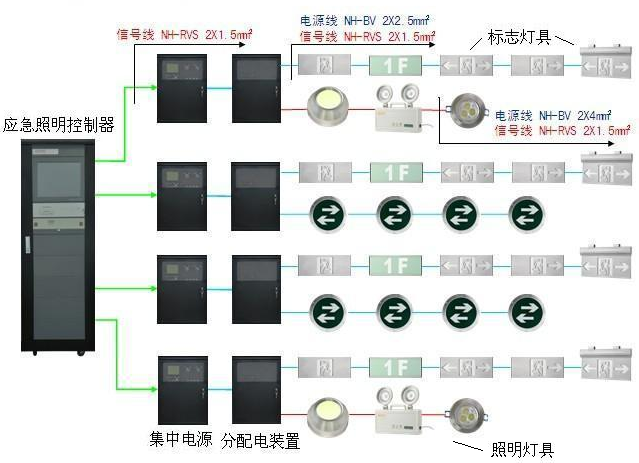 信号线 NH-RVS 2X1.5m㎡
电源线 NH-BV 2X2.5m㎡
信号线 NH-RVS 2X1.5m㎡
标志灯具
1F
电源线 NH-BV 2X4m㎡
信号线 NH-RVS 2X1.5m㎡
应急照明控制器
1F
1F
1F
集中电源
分配电装置
照明灯具